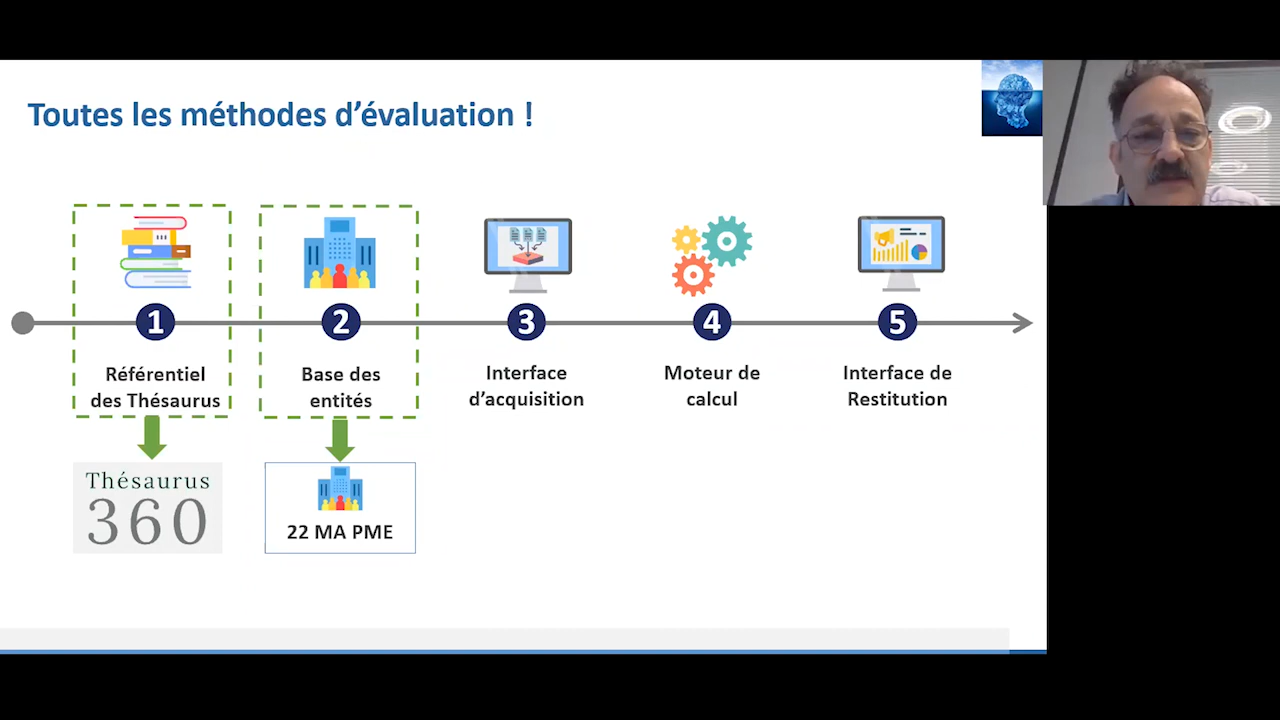 Toutes les méthodes d’évaluation !
1
2
3
4
5
Référentiel
des Thésaurus
Base des
entités
Interface
d’acquisition
Moteur de
calcul
Interface de
Restitution
Thésaurus
360
22 MA PME